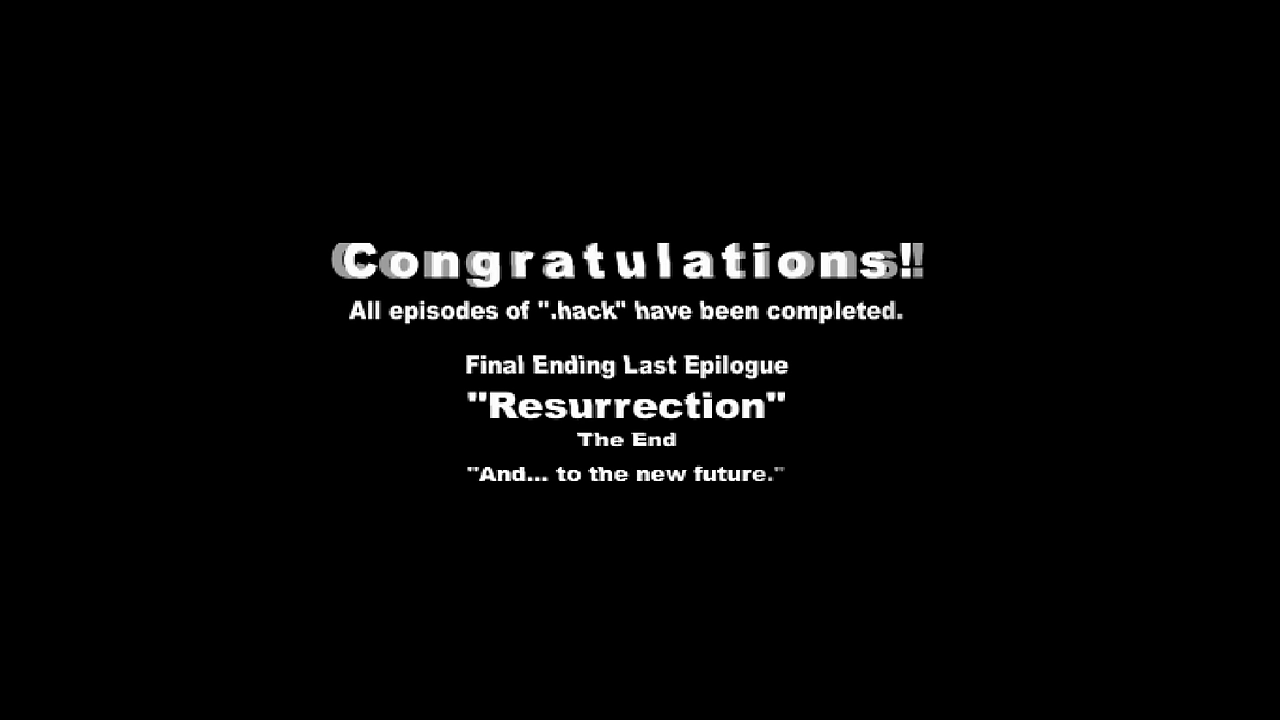 Congratulations!!
All episodes of ".hack" have been completed.
Final Ending Last Epilogue
"Resurrection"
The End
"And... to the new future."